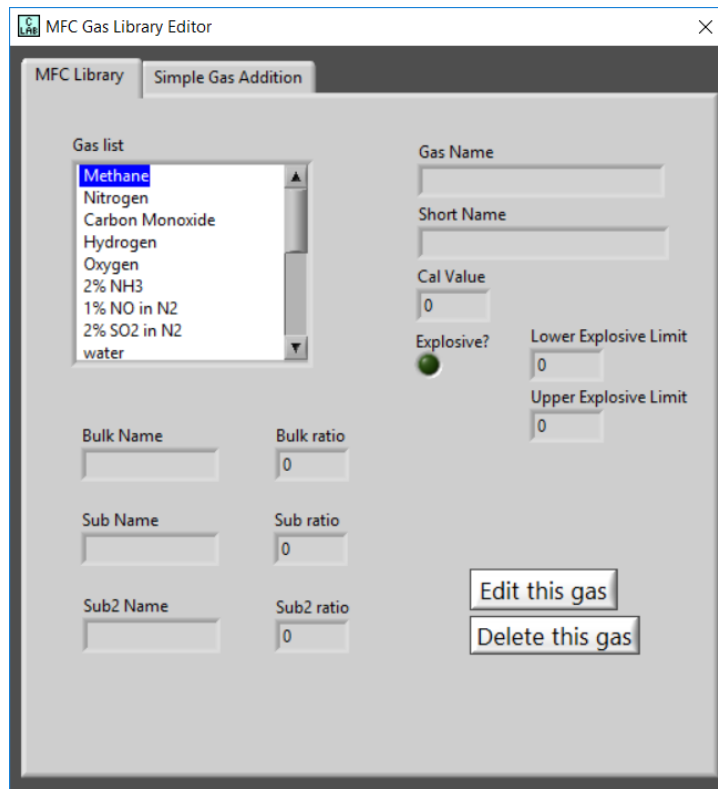 C
LAB
MFC Gas Library Editor
MFC Library
Simple Gas Addition
Gas list
Methane
Nitrogen
Carbon Monoxide
Hydrogen
Oxygen
2% NH3
1% NO in N2
2% SO2 in N2
water
Gas Name
Short Name
Cal Value
0
Explosive?
Lower Explosive Limit
0
Upper Explosive Limit
0
Bulk Name
Bulk ratio
0
Sub Name
Sub ratio
0
Sub2 Name
Sub2 ratio
0
Edit this gas
Delete this gas